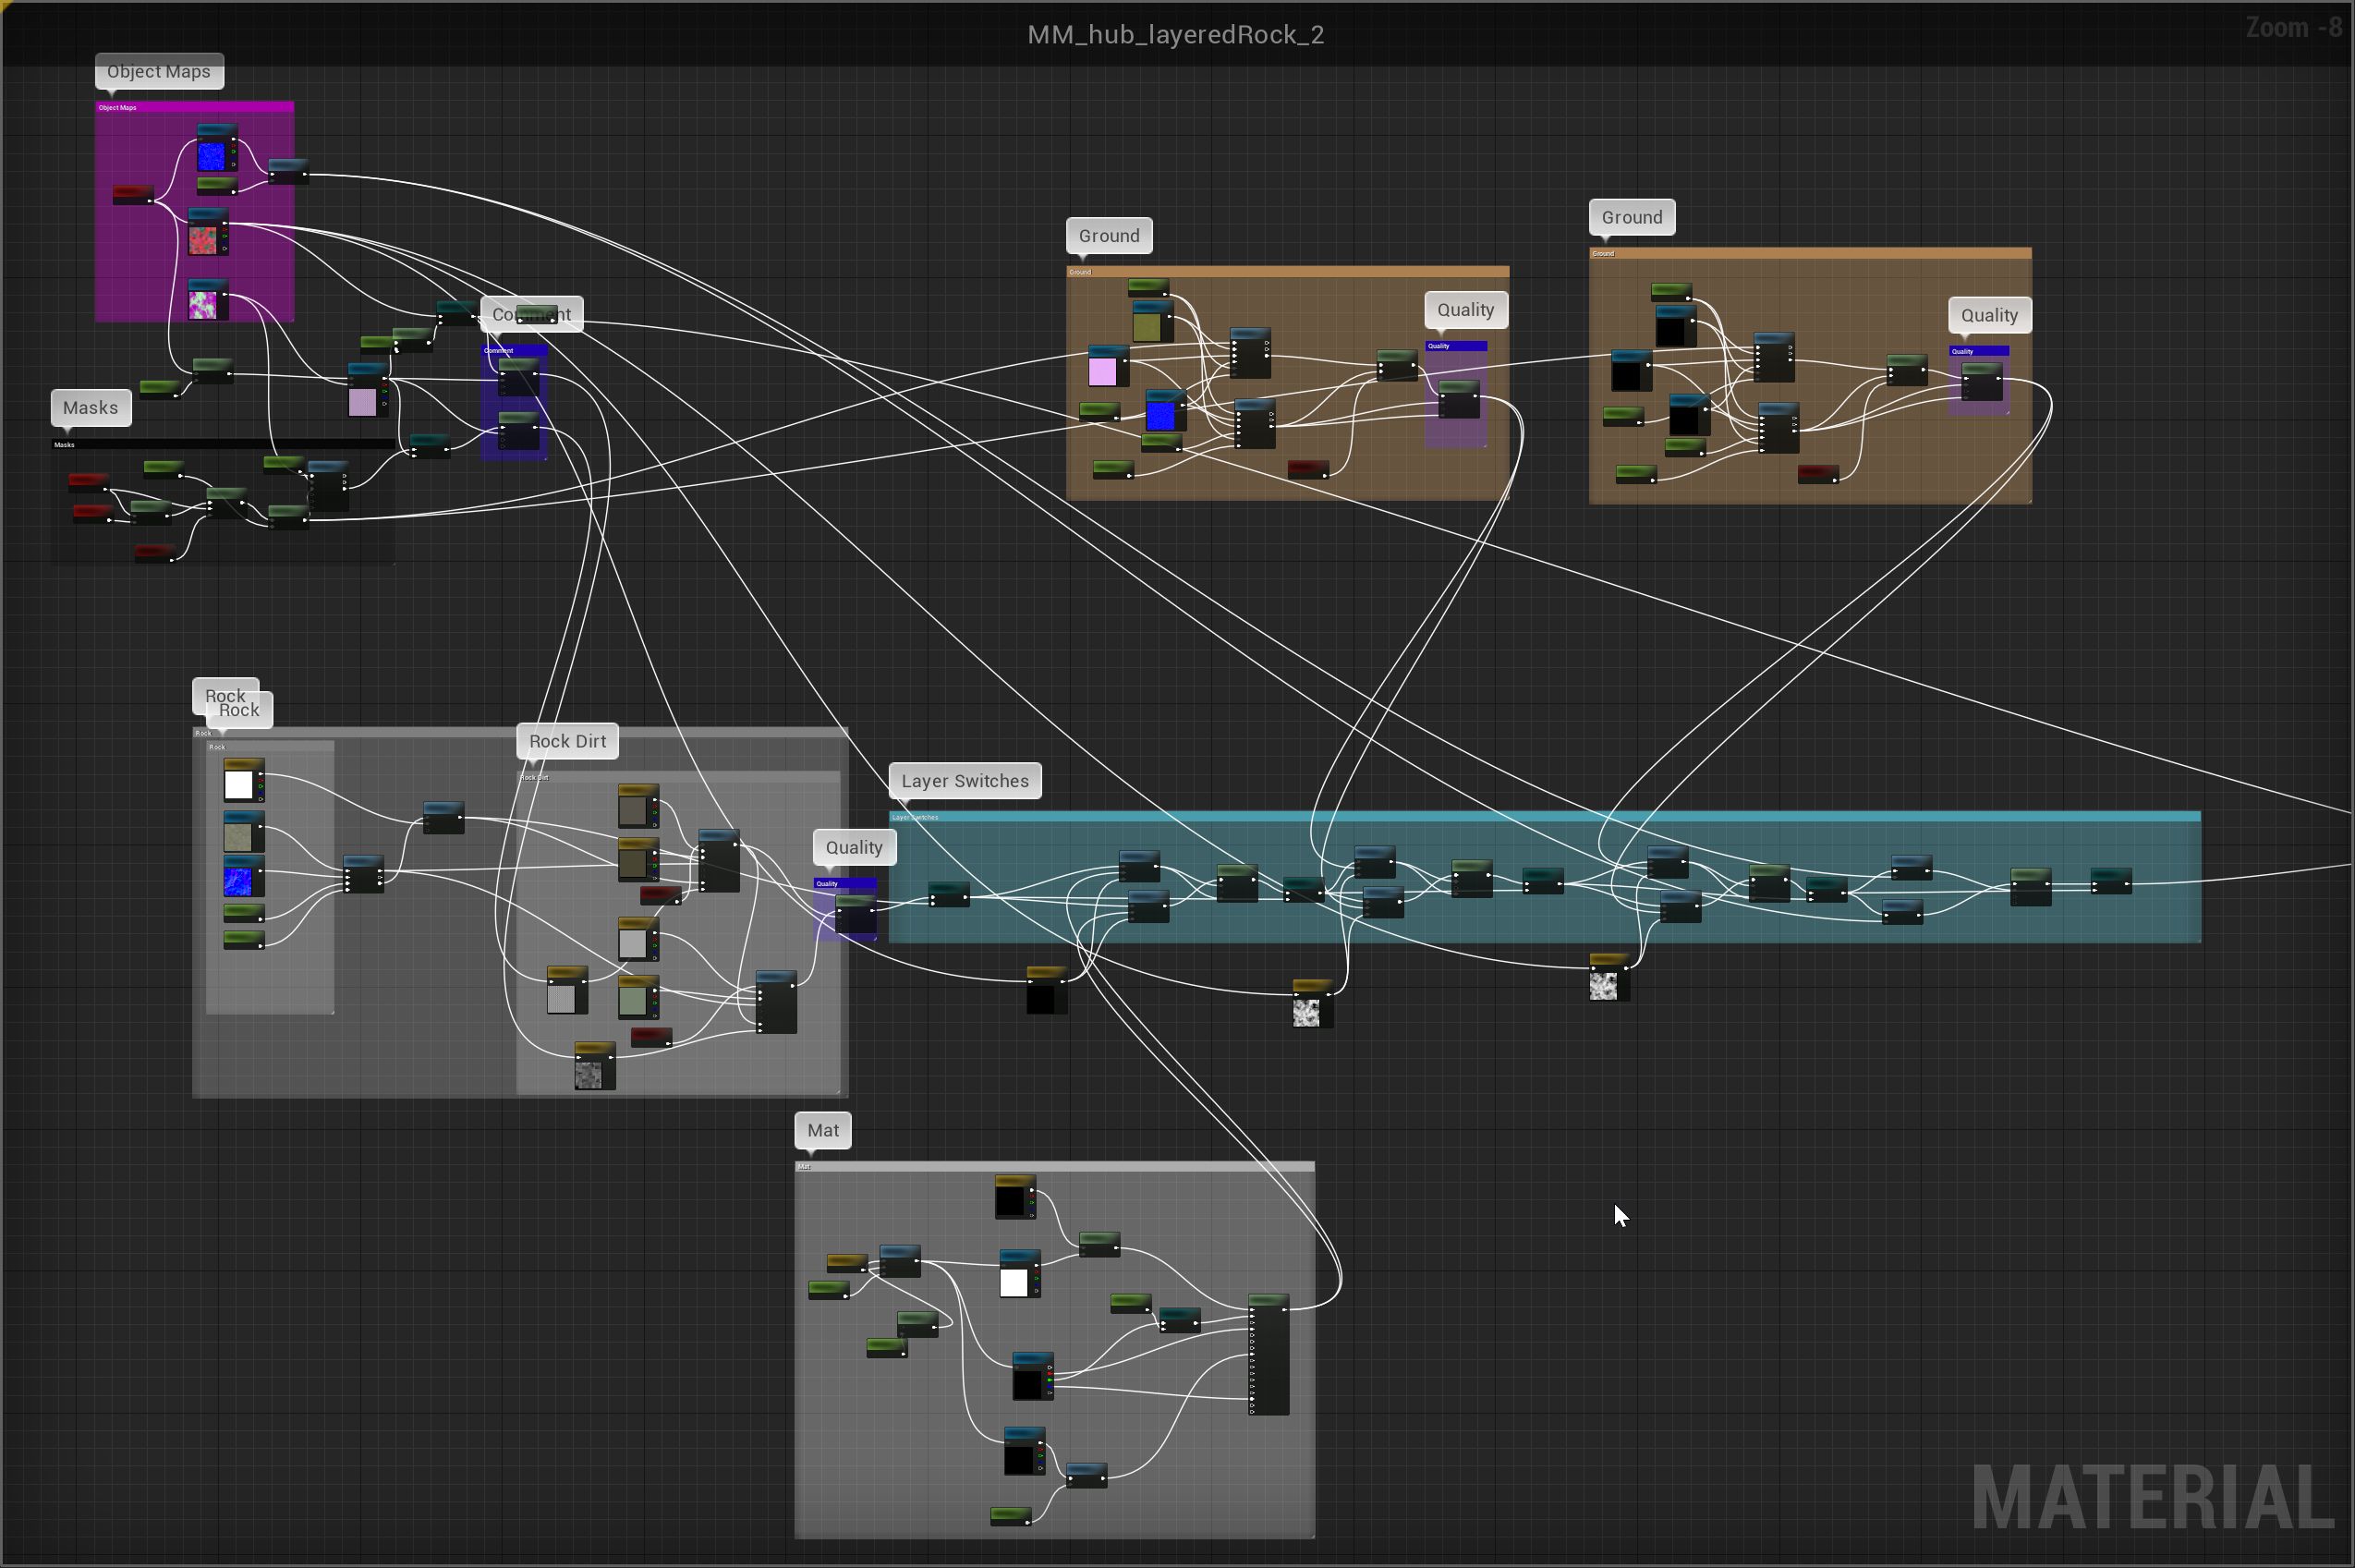 MM_hub_layeredRock_2
Zoom -8
Object Maps
Object Maps
Ground
Ground
Ground
Ground
Comment
Comment
Quality
Quality
Quality
Quality
Masks
Masks
Rock
Rock
Rock
Rock
Rock Dirt
Rock Dirt
Layer Switches
Layer Switches
Quality
Quality
Mat
Mat
MATERIAL